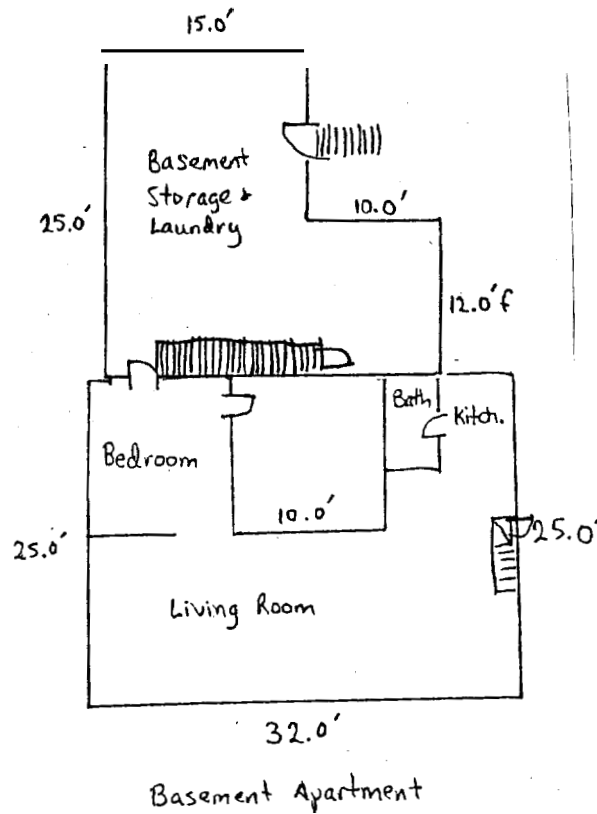 15.0'
Basement
Storage &
Laundry
25.0'
10.0'
12.0'f
Bath
Kitch.
Bedroom
10.0'
25.0'
25.0'
Living Room
32.0'
Basement Apartment